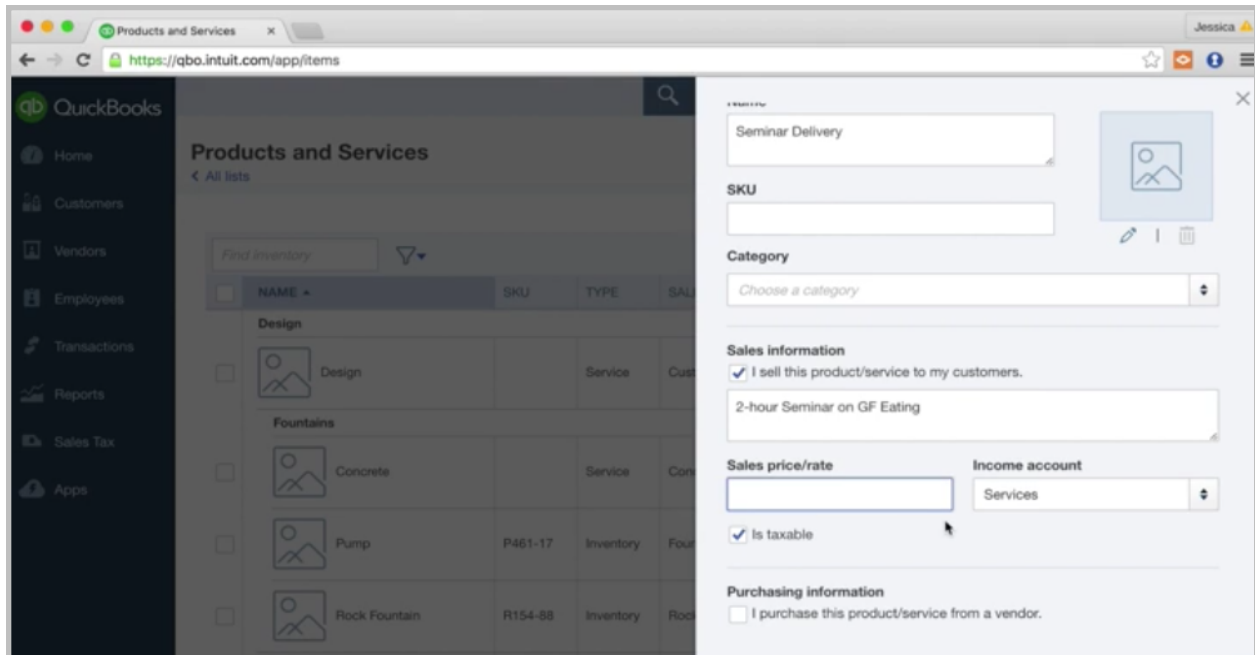 Products and Services
Jessica
https://qbo.intuit.com/app/items
qb QuickBooks
Home
Customers
Vendors
Employees
Transactions
Reports
Sales Tax
Apps
Products and Services
All lists
Find inventory
NAME SKU TYPE
Design
Design Service
Fountains
Concrete Service
Pump P461-17 Inventory
Rock Fountain R154-88 Inventory
Seminar Delivery
SKU
Category
Choose a category
Sales information
I sell this product/service to my customers.
2-hour Seminar on GF Eating
Sales price/rate Income account
Services
Is taxable
Purchasing information
I purchase this product/service from a vendor.